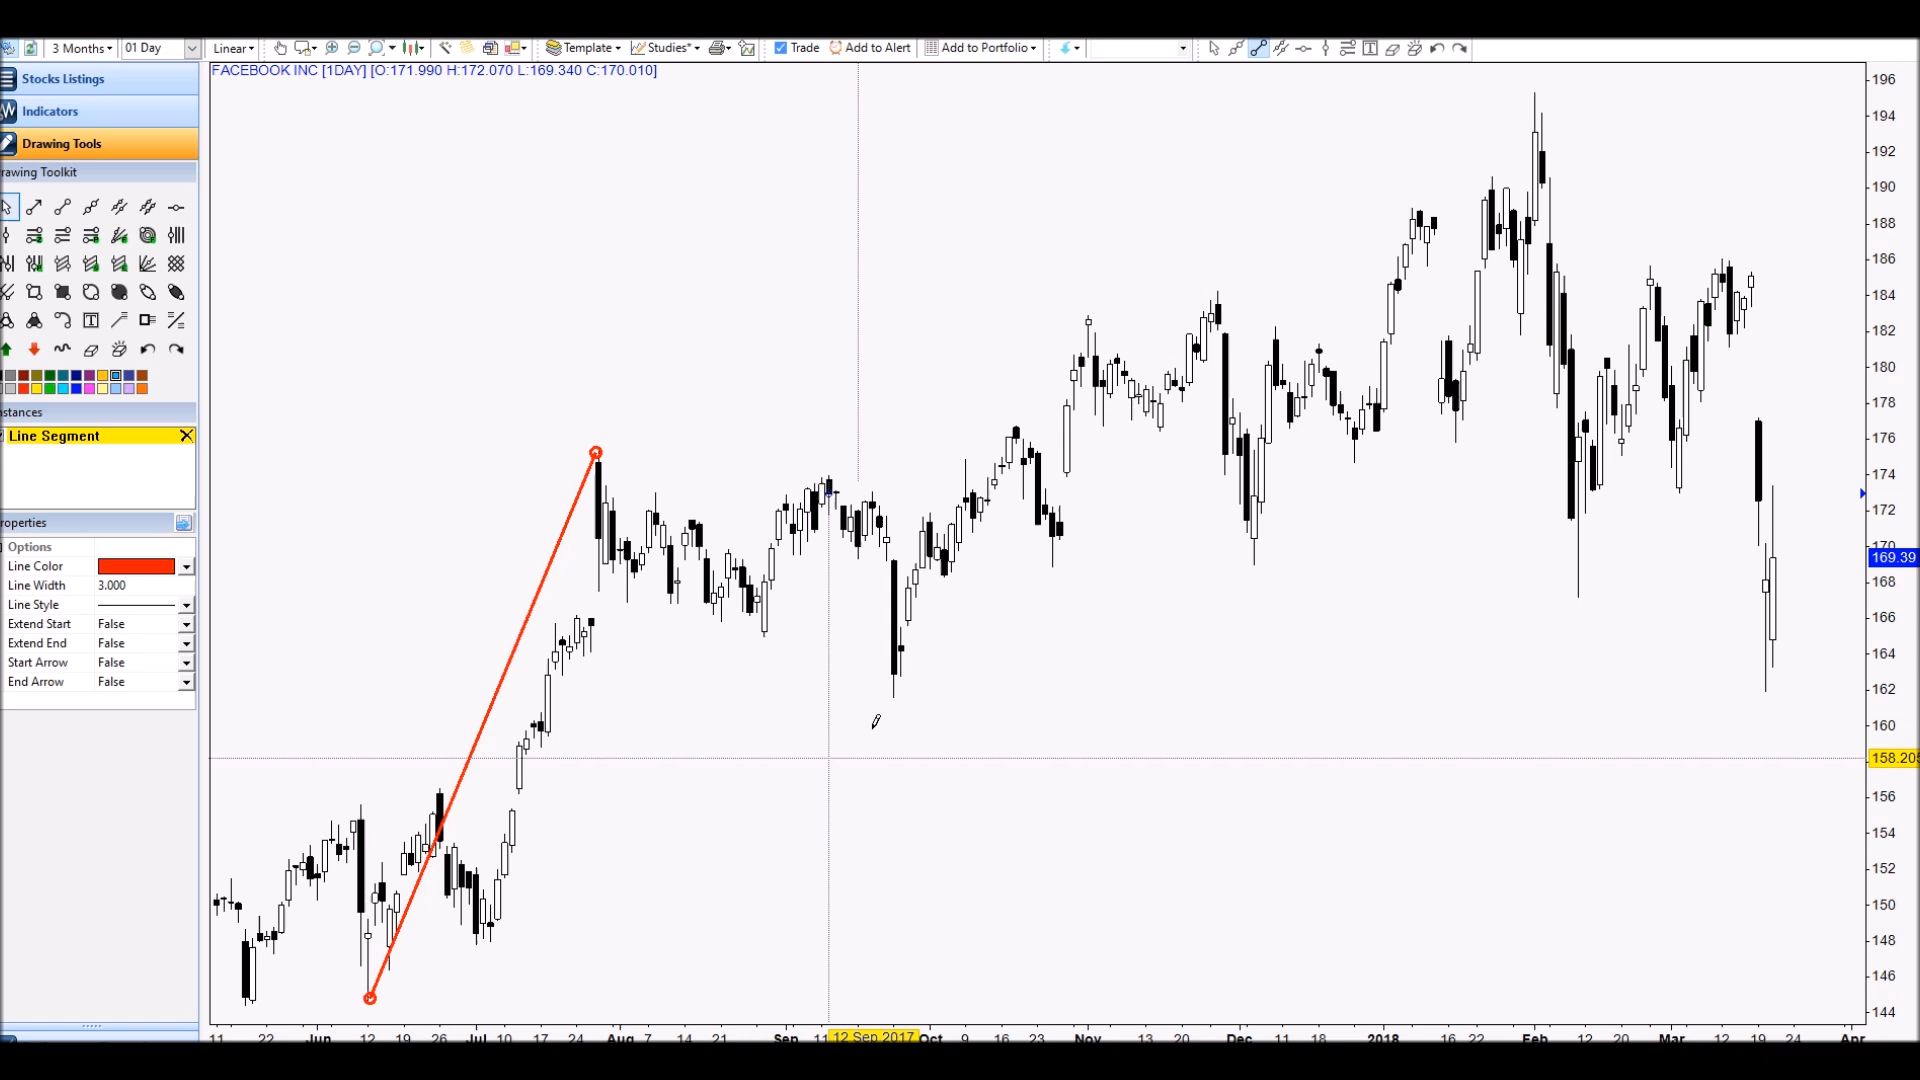 3 Months 01 Day Linear Template Studies* Trade Add to Alert Add to Portfolio
Stocks Listings
Indicators
Drawing Tools
rawing Toolkit
nstances
Line Segment
roperties
Options
Line Color
Line Width 3.000
Line Style
Extend Start False
Extend End False
Start Arrow False
End Arrow False
FACEBOOK INC [1DAY] [O:171.990 H:172.070 L:169.340 C:170.010]
196
194
192
190
188
186
184
182
180
178
176
174
172
170
169.39
168
166
164
162
160
158.205
156
154
152
150
148
146
144
11 22 Jun 12 19 26 Jul 10 17 24 Aug 7 14 21 Sep 11 12 Sep 2017 Oct 9 16 23 Nov 13 20 Dec 11 18 2018 16 22 Feb 12 20 Mar 12 19 24 Apr